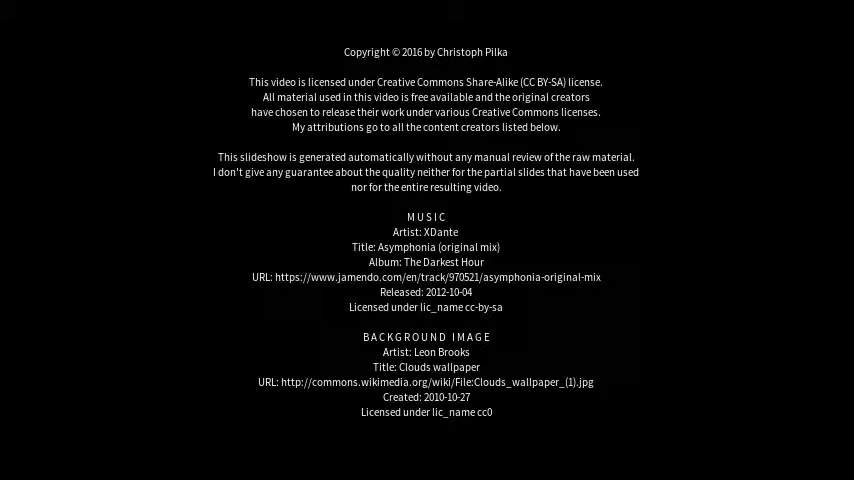 Copyright © 2016 by Christoph Pilka
This video is licensed under Creative Commons Share-Alike (CC BY-SA) license.
All material used in this video is free available and the original creators
have chosen to release their work under various Creative Commons licenses.
My attributions go to all the content creators listed below.
This slideshow is generated automatically without any manual review of the raw material.
I don't give any guarantee about the quality neither for the partial slides that have been used
nor for the entire resulting video.
M U S I C
Artist: XDante
Title: Asymphonia (original mix)
Album: The Darkest Hour
URL: https://www.jamendo.com/en/track/970521/asymphonia-original-mix
Released: 2012-10-04
Licensed under lic_name cc-by-sa
B A C K G R O U N D   I M A G E
Artist: Leon Brooks
Title: Clouds wallpaper
URL: http://commons.wikimedia.org/wiki/File:Clouds_wallpaper_(1).jpg
Created: 2010-10-27
Licensed under lic_name cc0